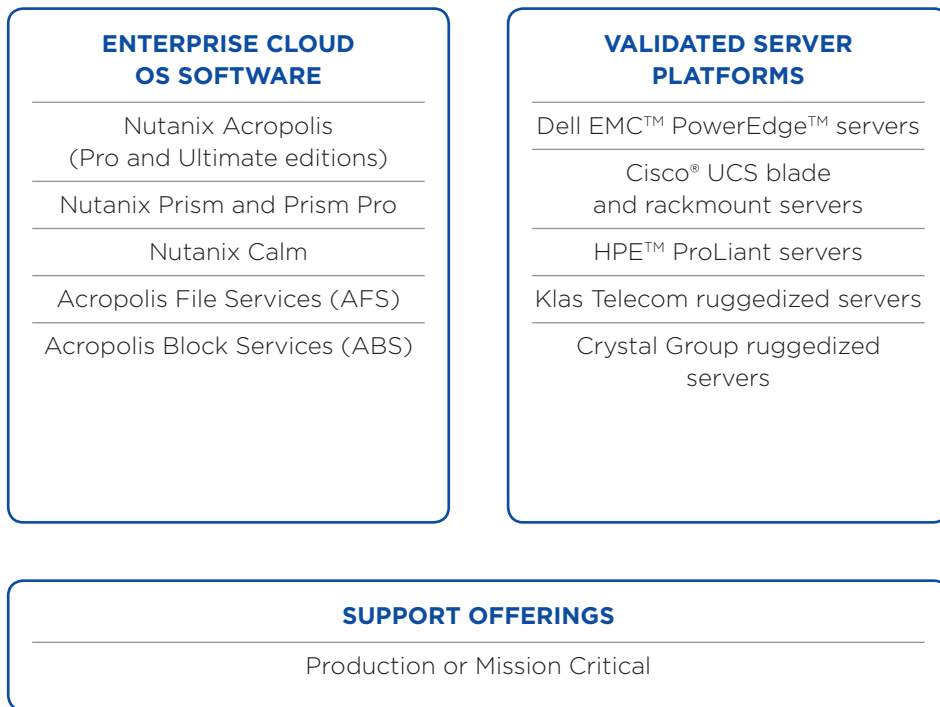 ENTERPRISE CLOUD
OS SOFTWARE
Nutanix Acropolis
(Pro and Ultimate editions)
Nutanix Prism and Prism Pro
Nutanix Calm
Acropolis File Services (AFS)
Acropolis Block Services (ABS)
VALIDATED SERVER
PLATFORMS
Dell EMC™ PowerEdge™ servers
Cisco® UCS blade
and rackmount servers
HPE™ ProLiant servers
Klas Telecom ruggedized servers
Crystal Group ruggedized
servers
SUPPORT OFFERINGS
Production or Mission Critical